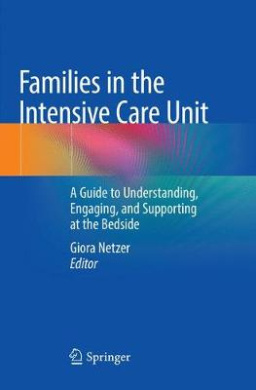 Families in the
Intensive Care Unit
A Guide to Understanding,
Engaging, and Supporting
at the Bedside
Giora Netzer
Editor
Springer